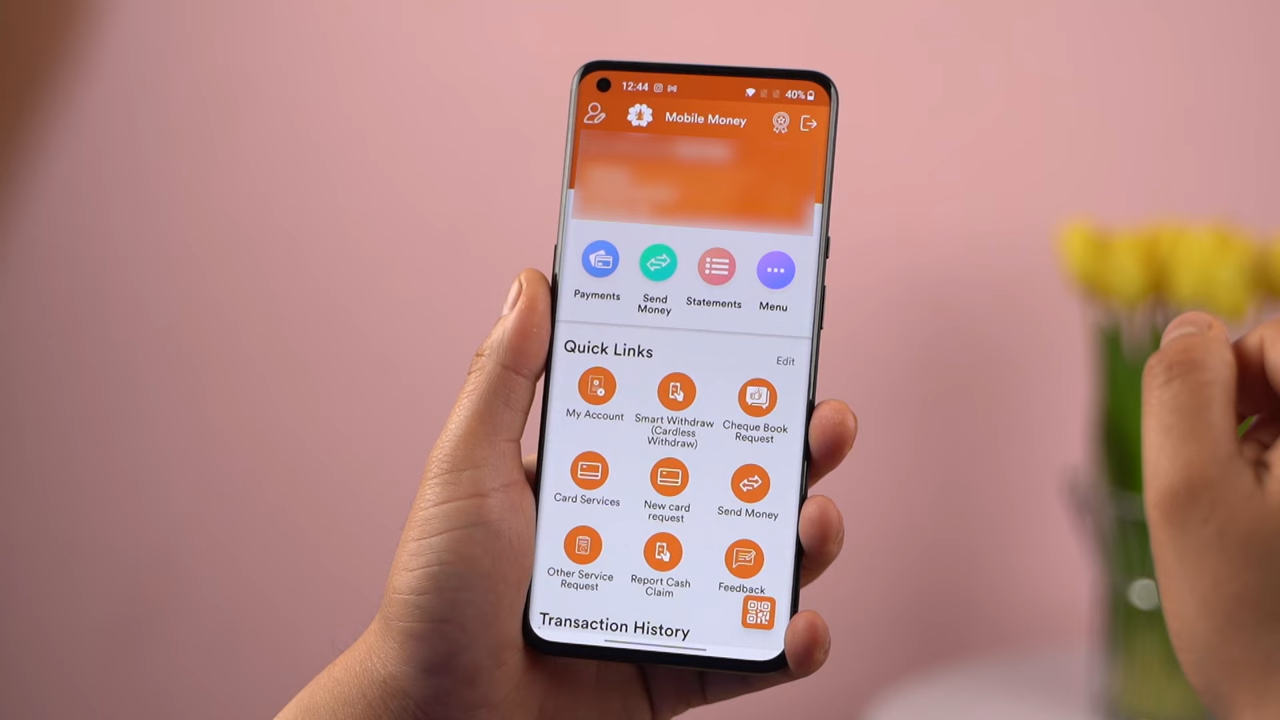 12:44
40%
Mobile Money
Payments
Send
Money
Statements
Menu
Quick Links
Edit
My Account
Smart Withdraw
(Cardless
Withdraw)
Cheque Book
Request
Card Services
New card
request
Send Money
Other Service
Request
Report Cash
Claim
Feedback
Transaction History